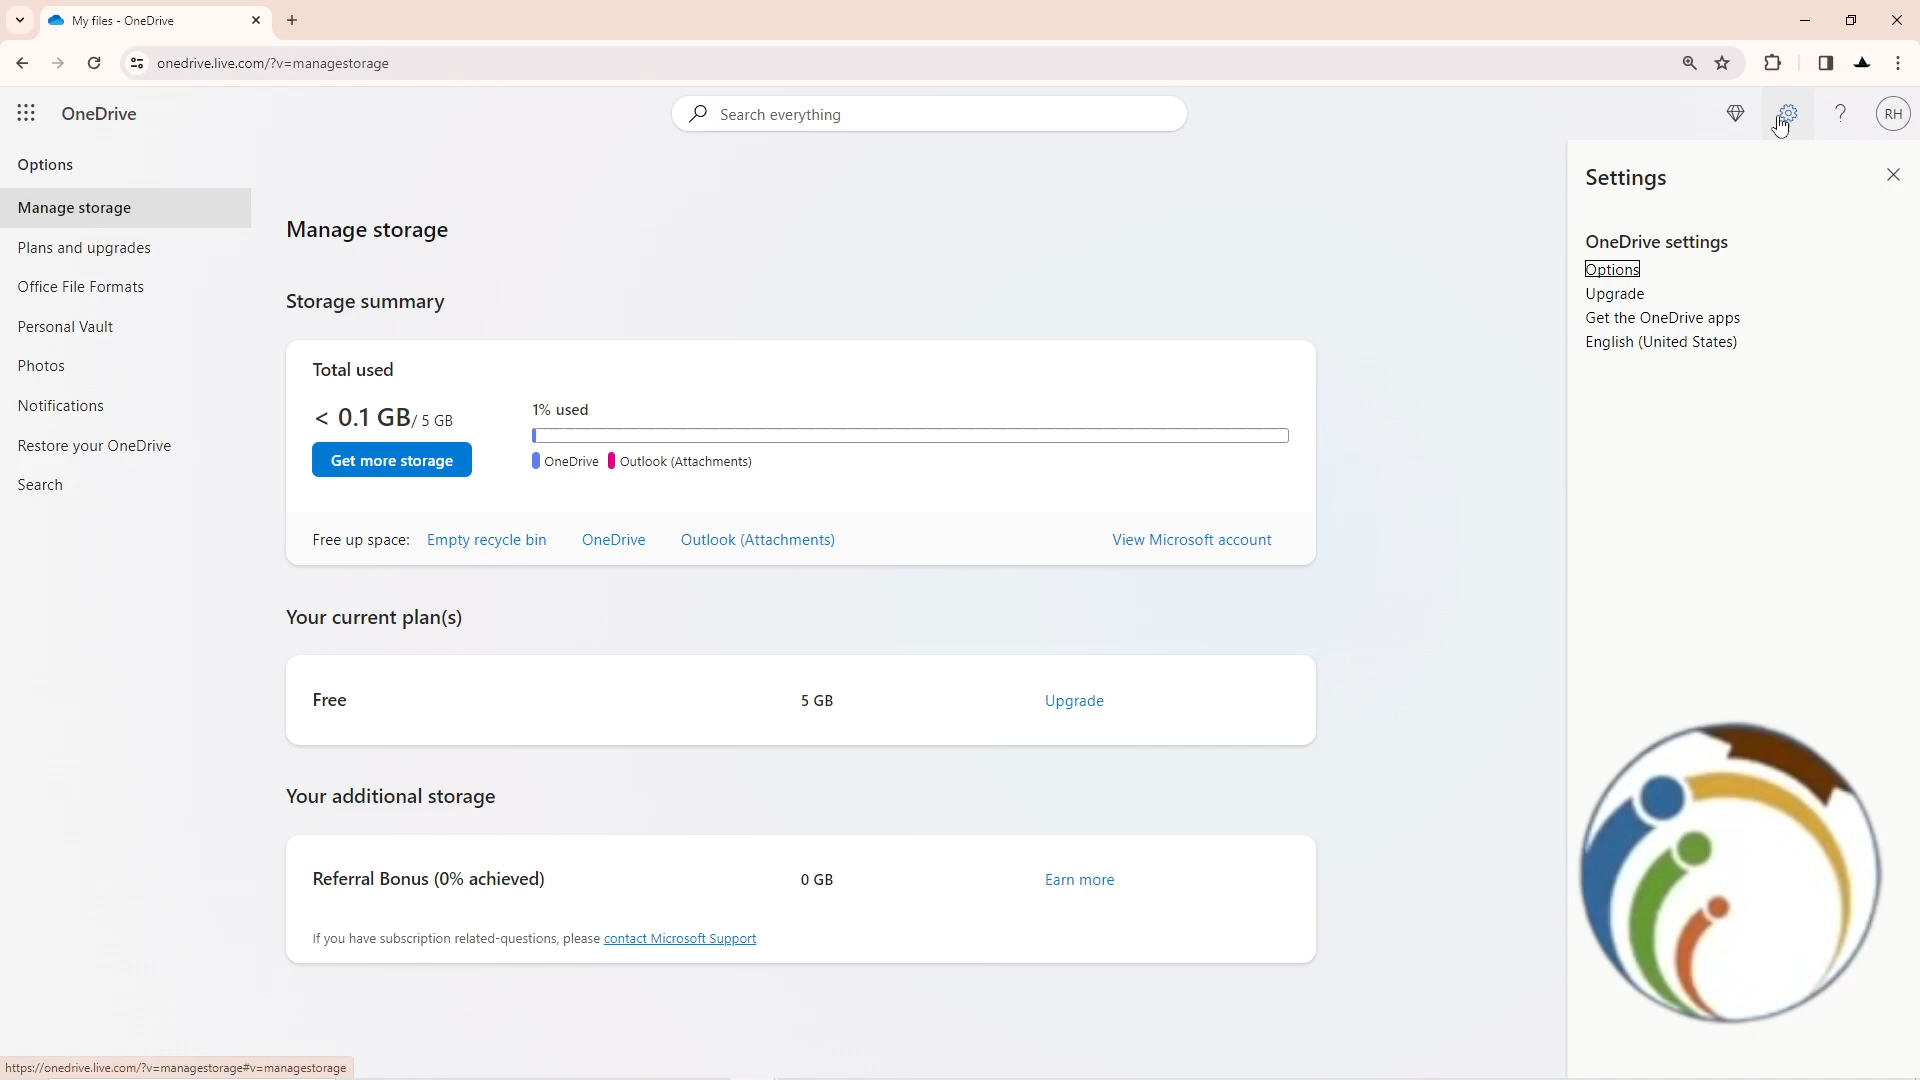 My files - OneDrive
onedrive.live.com/?v=managestorage
OneDrive
Search everything
RH
Options
Manage storage
Plans and upgrades
Office File Formats
Personal Vault
Photos
Notifications
Restore your OneDrive
Search
Manage storage
Storage summary
Total used
< 0.1 GB/ 5 GB
1% used
Get more storage
OneDrive Outlook (Attachments)
Free up space: Empty recycle bin OneDrive Outlook (Attachments) View Microsoft account
Your current plan(s)
Free 5 GB Upgrade
Your additional storage
Referral Bonus (0% achieved) 0 GB Earn more
If you have subscription related-questions, please contact Microsoft Support
Settings
OneDrive settings
Options
Upgrade
Get the OneDrive apps
English (United States)
https://onedrive.live.com/?v=managestorage#v=managestorage